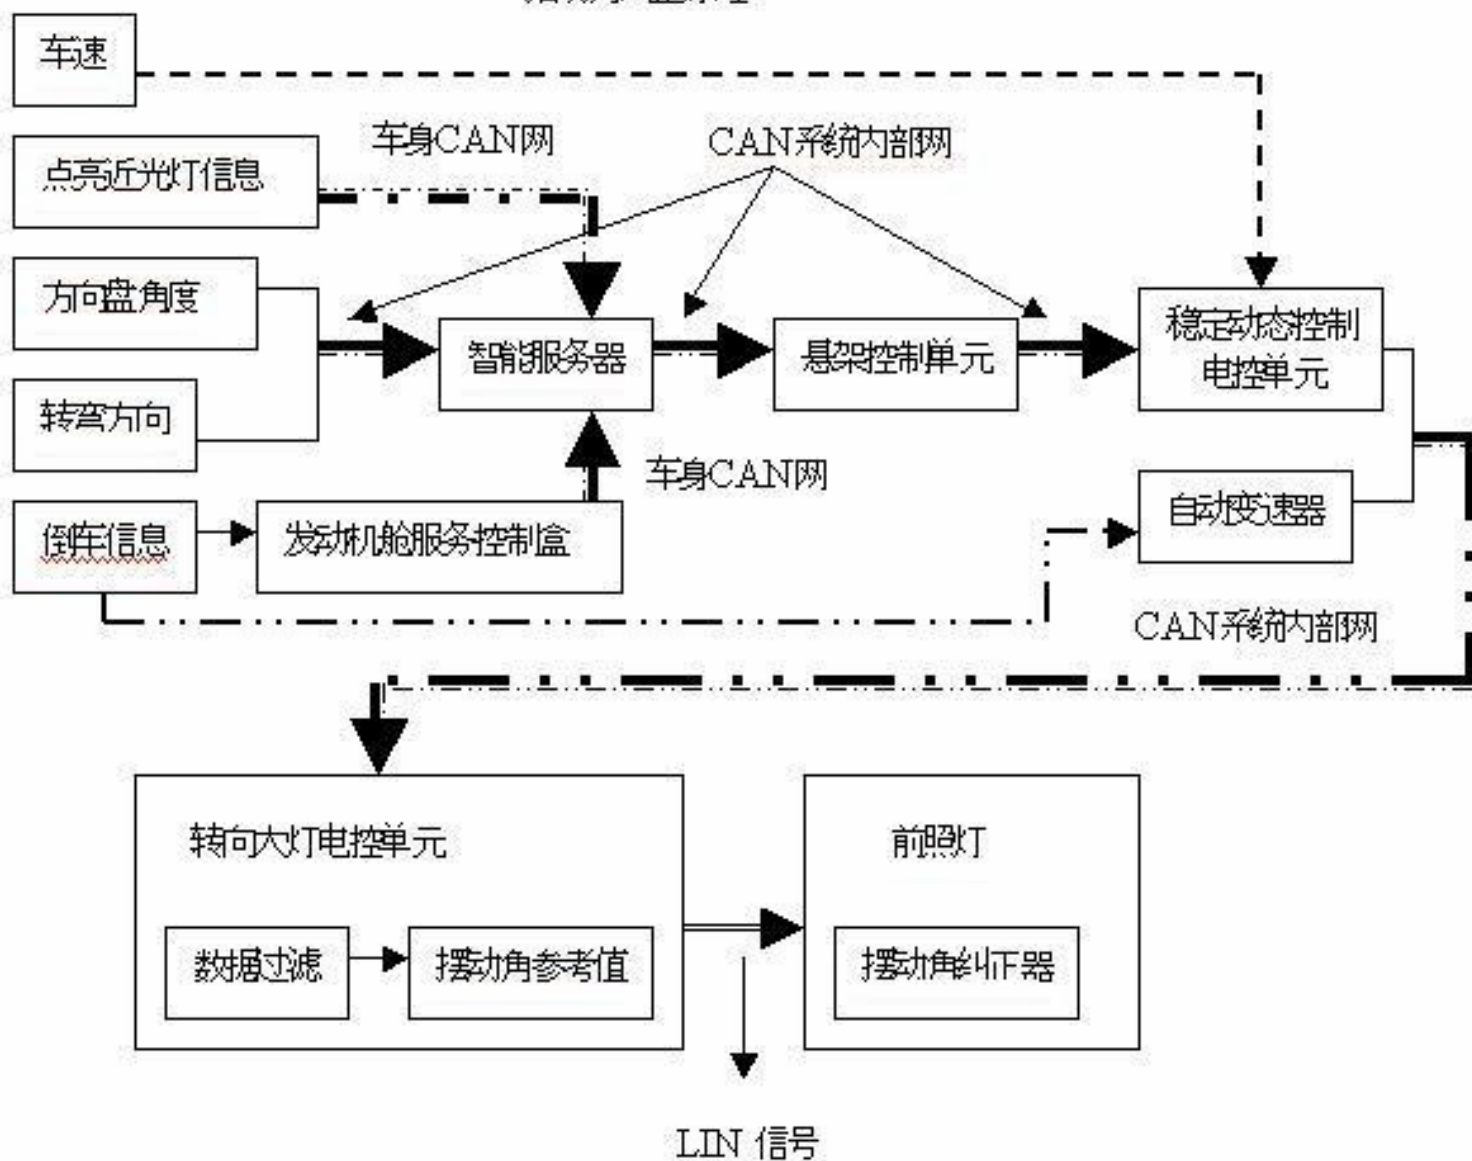 车速
车身CAN网
CAN系统内部网
点亮近光灯信息
方向盘角度
智能服务器
悬架控制单元
稳定动态控制
电控单元
转弯方向
车身CAN网
自动变速器
倒车信息
发动机舱服务控制盒
CAN系统内部网
转向大灯电控单元
前照灯
数据过滤
摆动角参考值
摆动角纠正器
LIN 信号